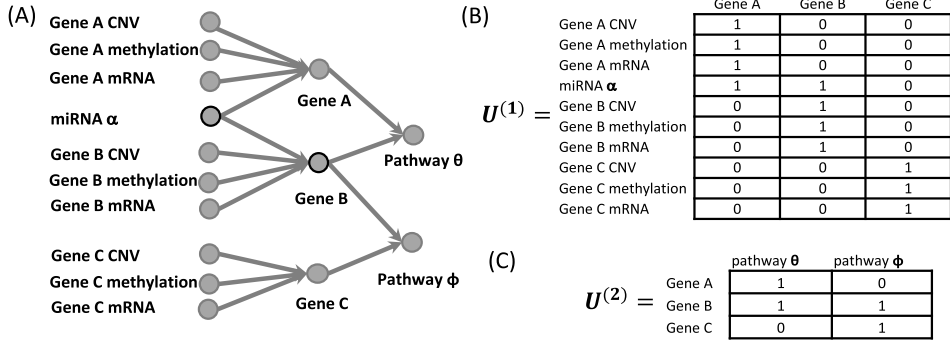 (A)
Gene A CNV
Gene A methylation
Gene A mRNA
miRNA α
Gene B CNV
Gene B methylation
Gene B mRNA
Gene C CNV
Gene C methylation
Gene C mRNA
Gene A
Gene B
Gene C
Pathway θ
Pathway ϕ
(B)
Gene A Gene B Gene C
U(1) =
Gene A CNV 1 0 0
Gene A methylation 1 0 0
Gene A mRNA 1 0 0
miRNA α 1 1 0
Gene B CNV 0 1 0
Gene B methylation 0 1 0
Gene B mRNA 0 1 0
Gene C CNV 0 0 1
Gene C methylation 0 0 1
Gene C mRNA 0 0 1
(C)
pathway θ pathway ϕ
U(2) =
Gene A 1 0
Gene B 1 1
Gene C 0 1